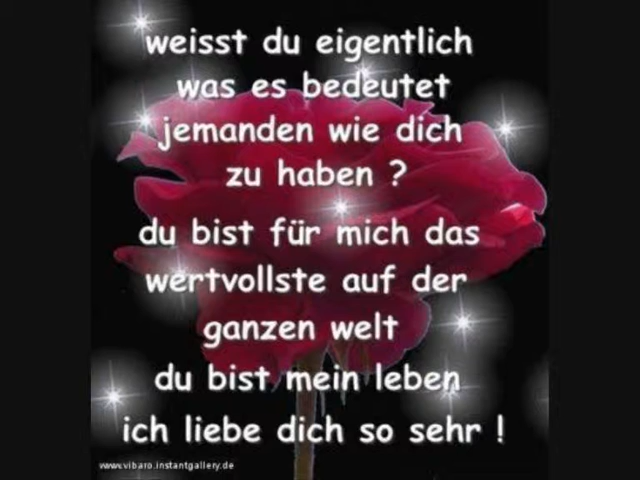 weisst du eigentlich
was es bedeutet
jemanden wie dich
zu haben ?
du bist für mich das
wertvollste auf der
ganzen welt
du bist mein leben
ich liebe dich so sehr !
www.vibaro.instantgallery.de